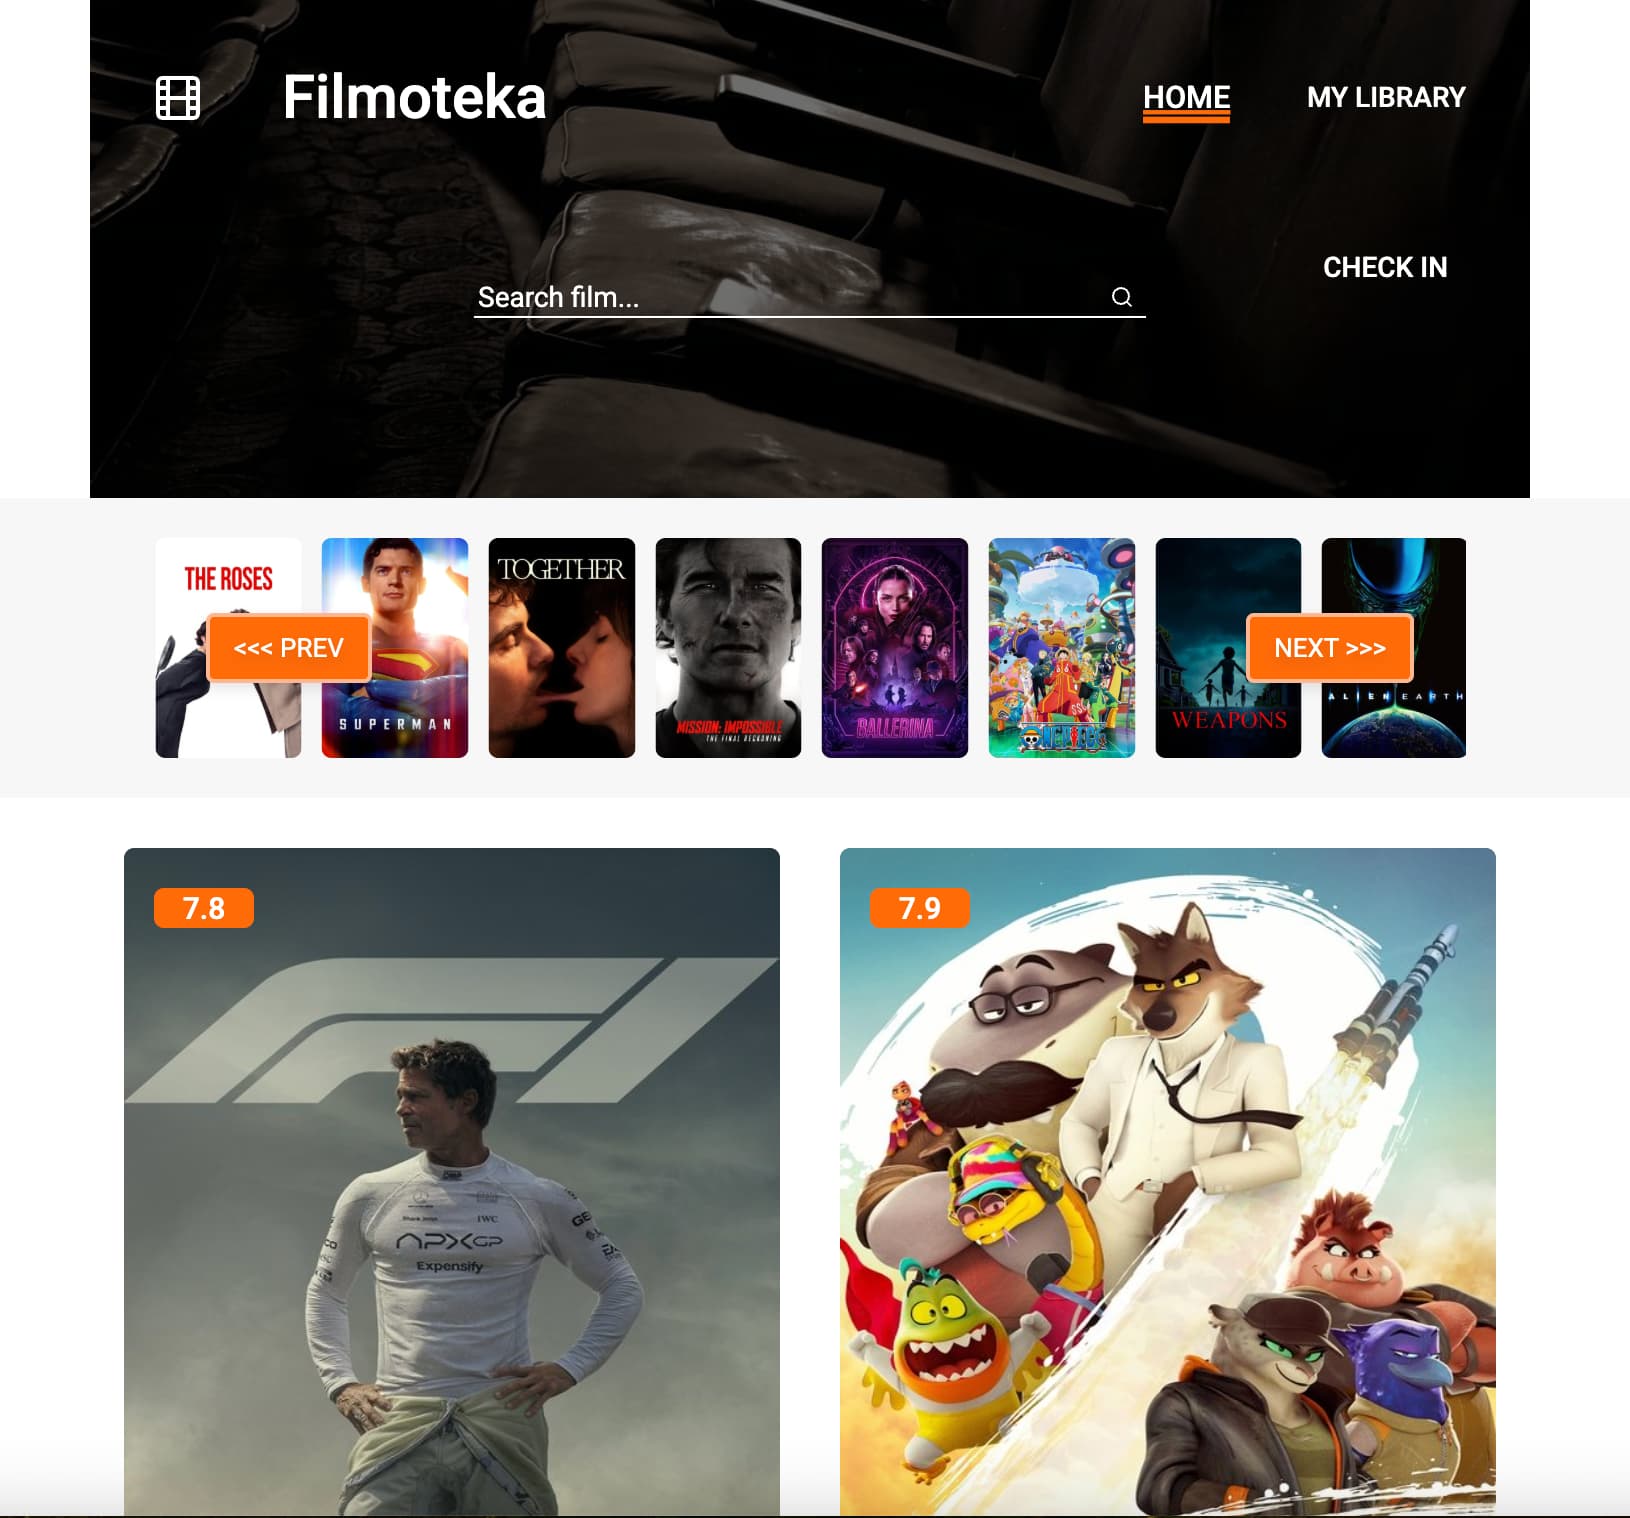 Filmoteka
HOME
MY LIBRARY
CHECK IN
Search film...
THE ROSES
<<< PREV
SUPERMAN
TOGETHER
MISSION: IMPOSSIBLE
THE FINAL RECKONING
BALLERINA
ONE PIECE
WEAPONS
NEXT >>>
ALIEN EARTH
7.8
7.9
F1
IWC
APXGP
Expensify